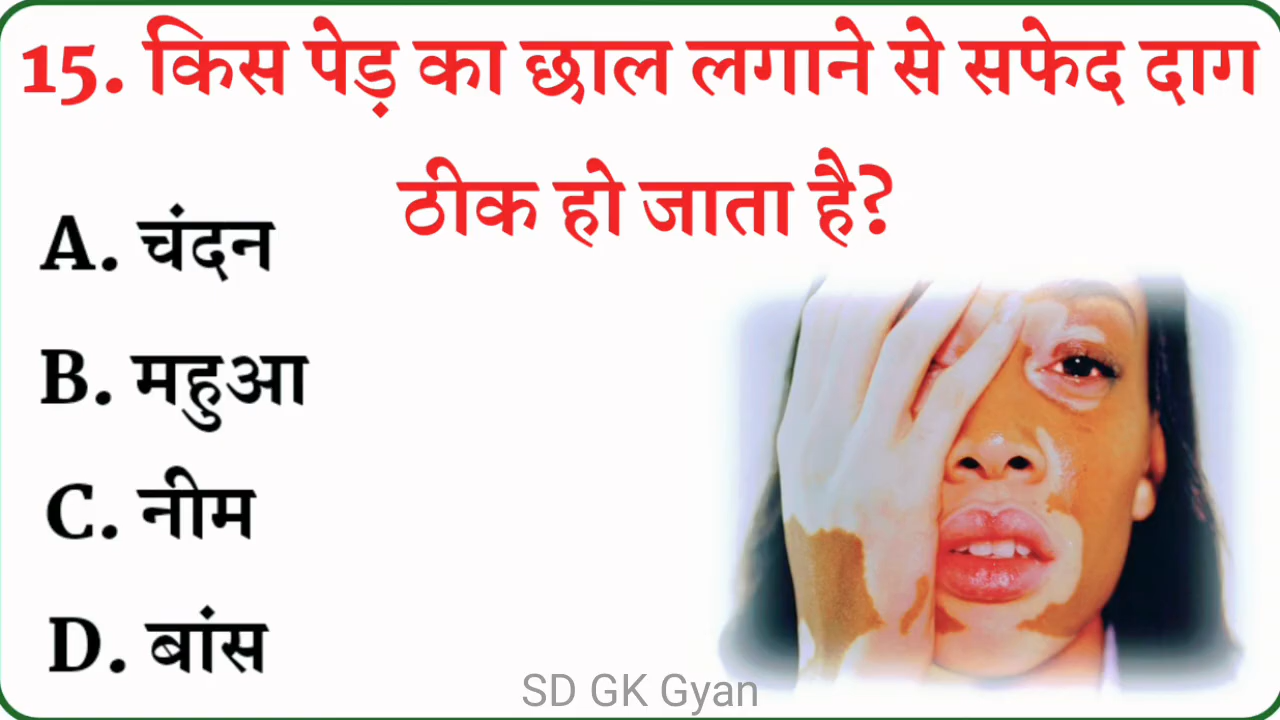 15. किस पेड़ का छाल लगाने से सफेद दाग
ठीक हो जाता है?
A. चंदन
B. महुआ
C. नीम
D. बांस
SD GK Gyan